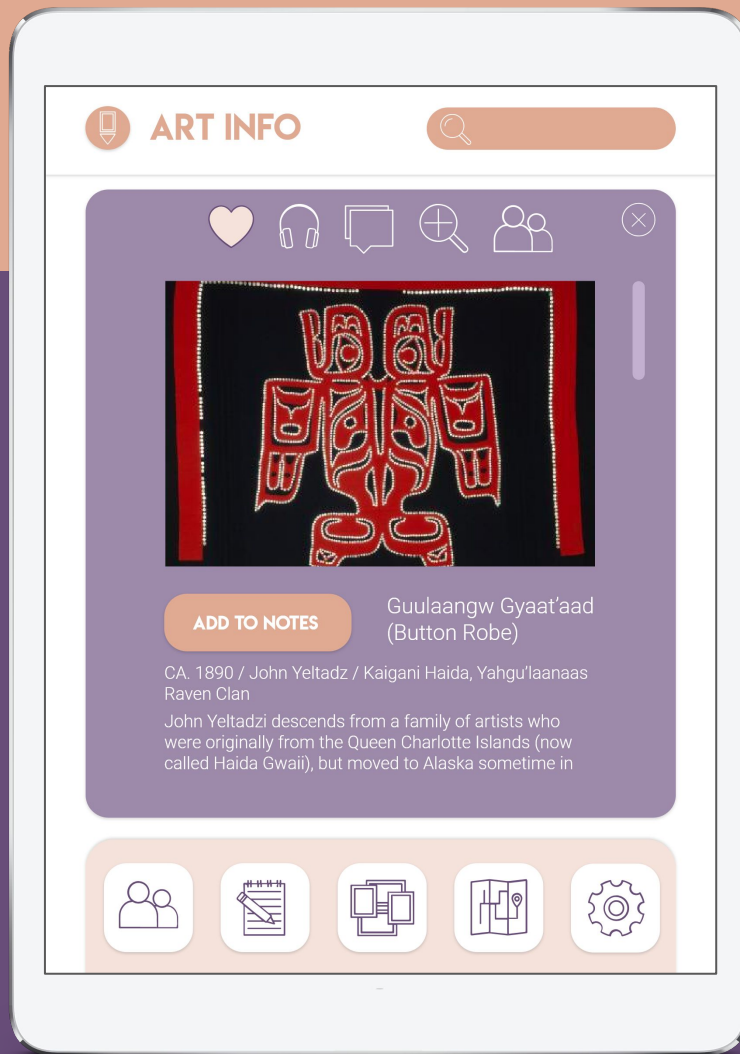 ART INFO
ADD TO NOTES
Guulaangw Gyaat'aad
(Button Robe)
CA. 1890 / John Yeltadz / Kaigani Haida, Yahgu'laanaas
Raven Clan
John Yeltadzi descends from a family of artists who
were originally from the Queen Charlotte Islands (now
called Haida Gwaii), but moved to Alaska sometime in